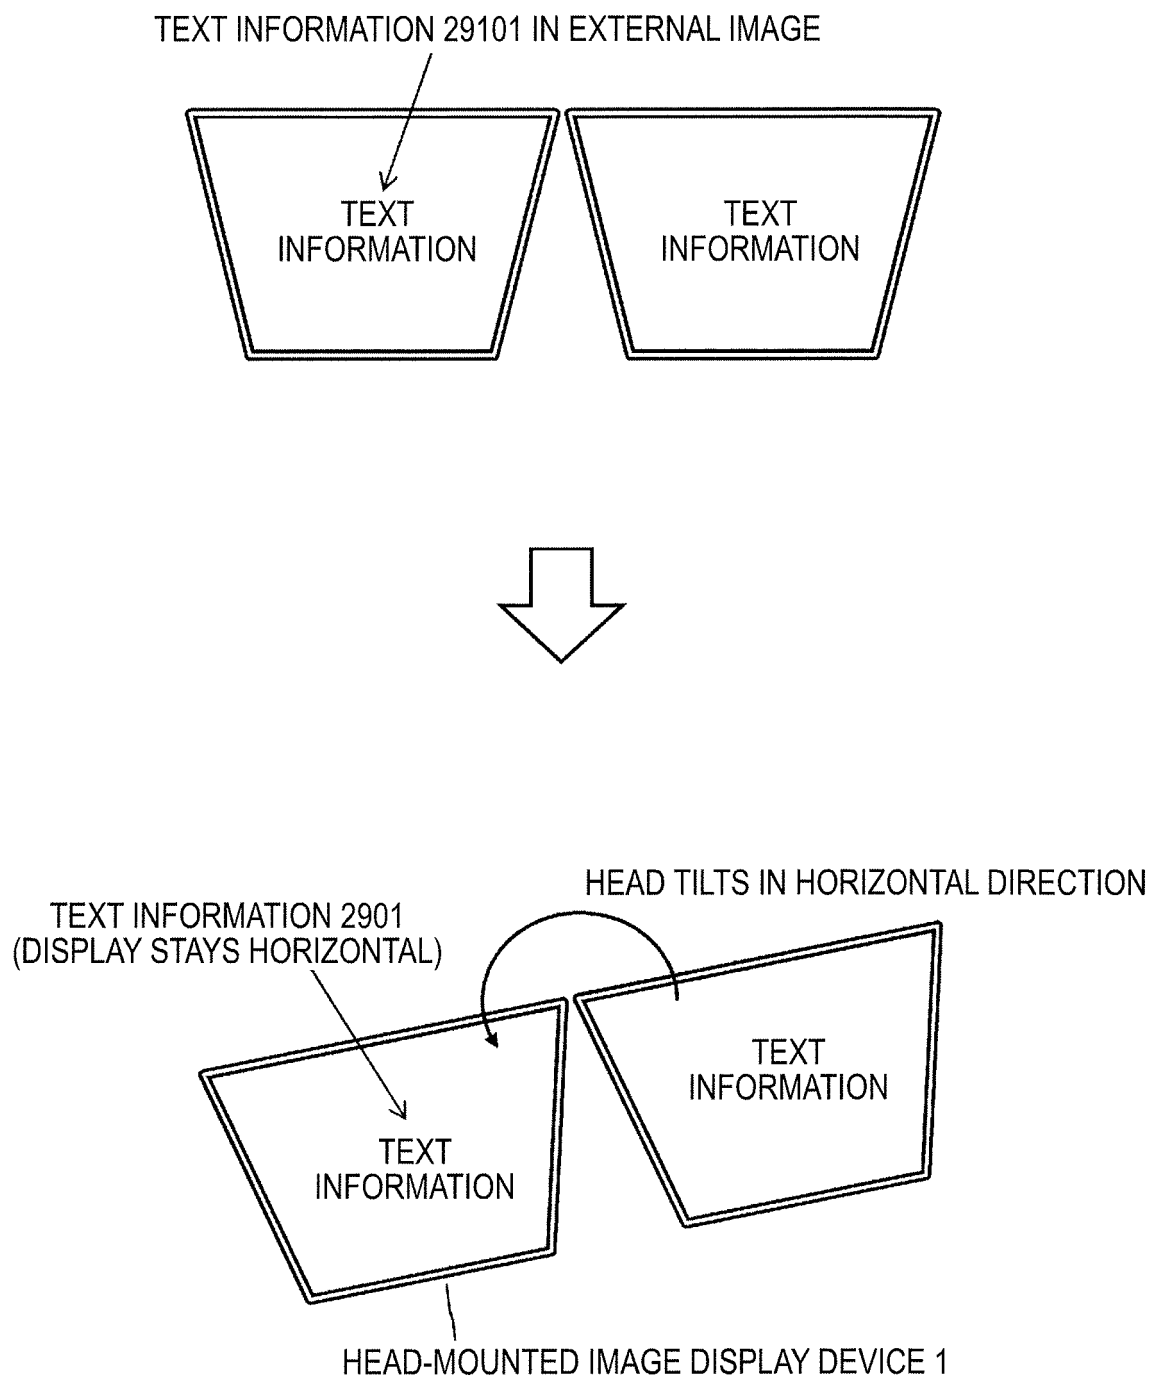 TEXT INFORMATION 29101 IN EXTERNAL IMAGE
TEXT
INFORMATION
TEXT
INFORMATION
HEAD TILTS IN HORIZONTAL DIRECTION
TEXT INFORMATION 2901
(DISPLAY STAYS HORIZONTAL)
TEXT
INFORMATION
TEXT
INFORMATION
HEAD-MOUNTED IMAGE DISPLAY DEVICE 1